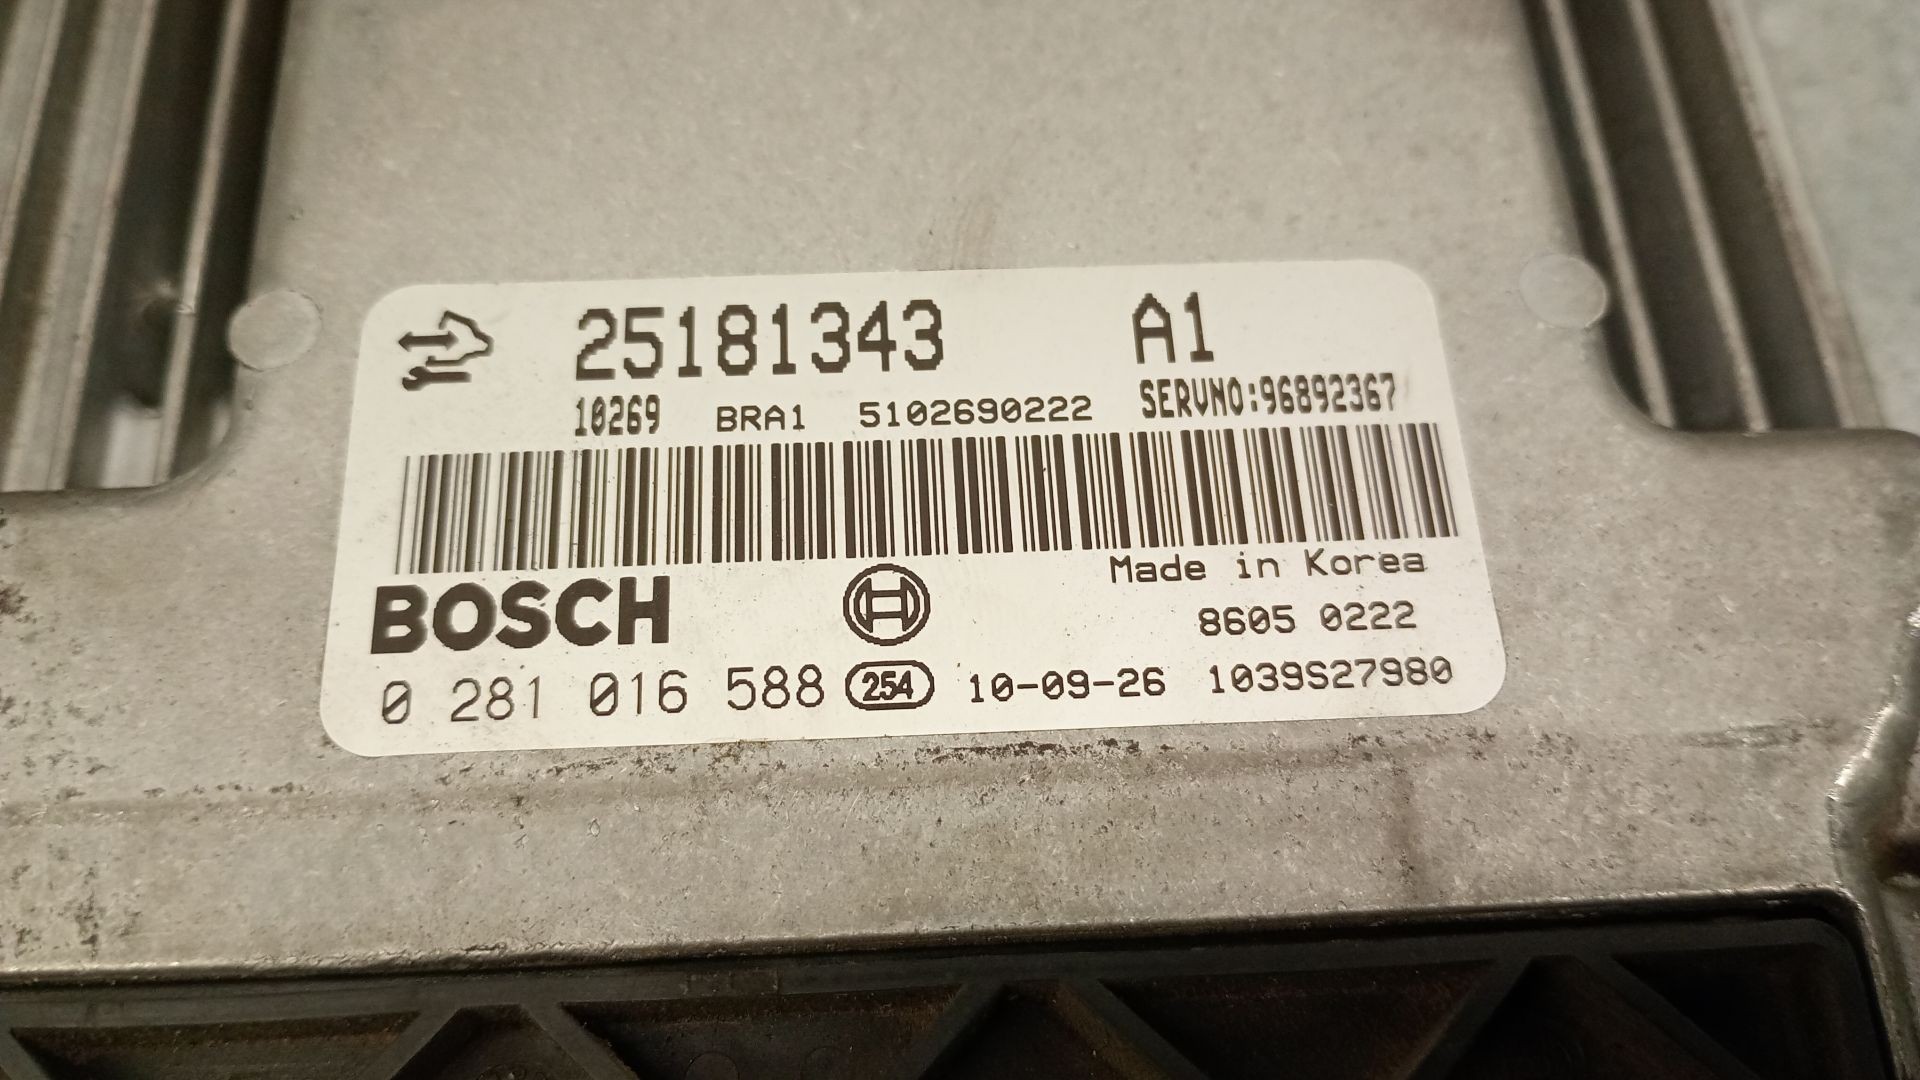 25181343 A1
10269 BRA1 5102690222 SERVNO:96892367
Made in Korea
BOSCH
8605 0222
0 281 016 588 254 10-09-26 1039S27980